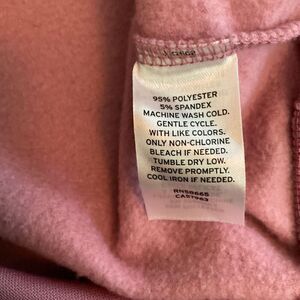 95% POLYESTER
5% SPANDEX
MACHINE WASH COLD.
GENTLE CYCLE.
WITH LIKE COLORS.
ONLY NON-CHLORINE
BLEACH IF NEEDED.
TUMBLE DRY LOW.
REMOVE PROMPTLY.
COOL IRON IF NEEDED.